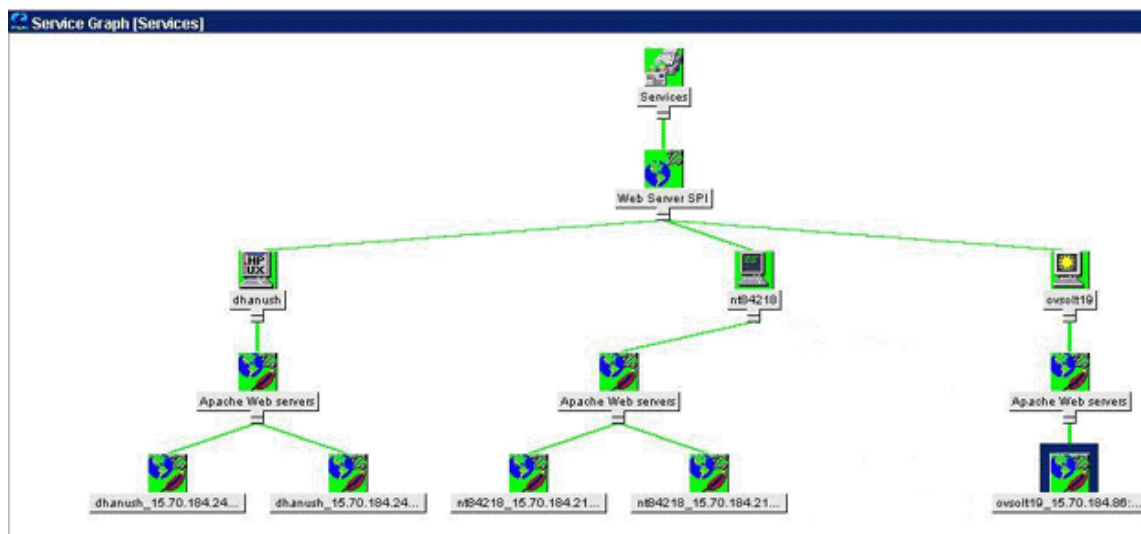 Service Graph [Services]
Services
Web Server SPI
HP
UX
dhanush
nt84218
ovsolt19
Apache Web servers
Apache Web servers
Apache Web servers
dhanush_15.70.184.24...
dhanush_15.70.184.24...
nt84218_15.70.184.21...
nt84218_15.70.184.21...
ovsolt19_15.70.184.86:...